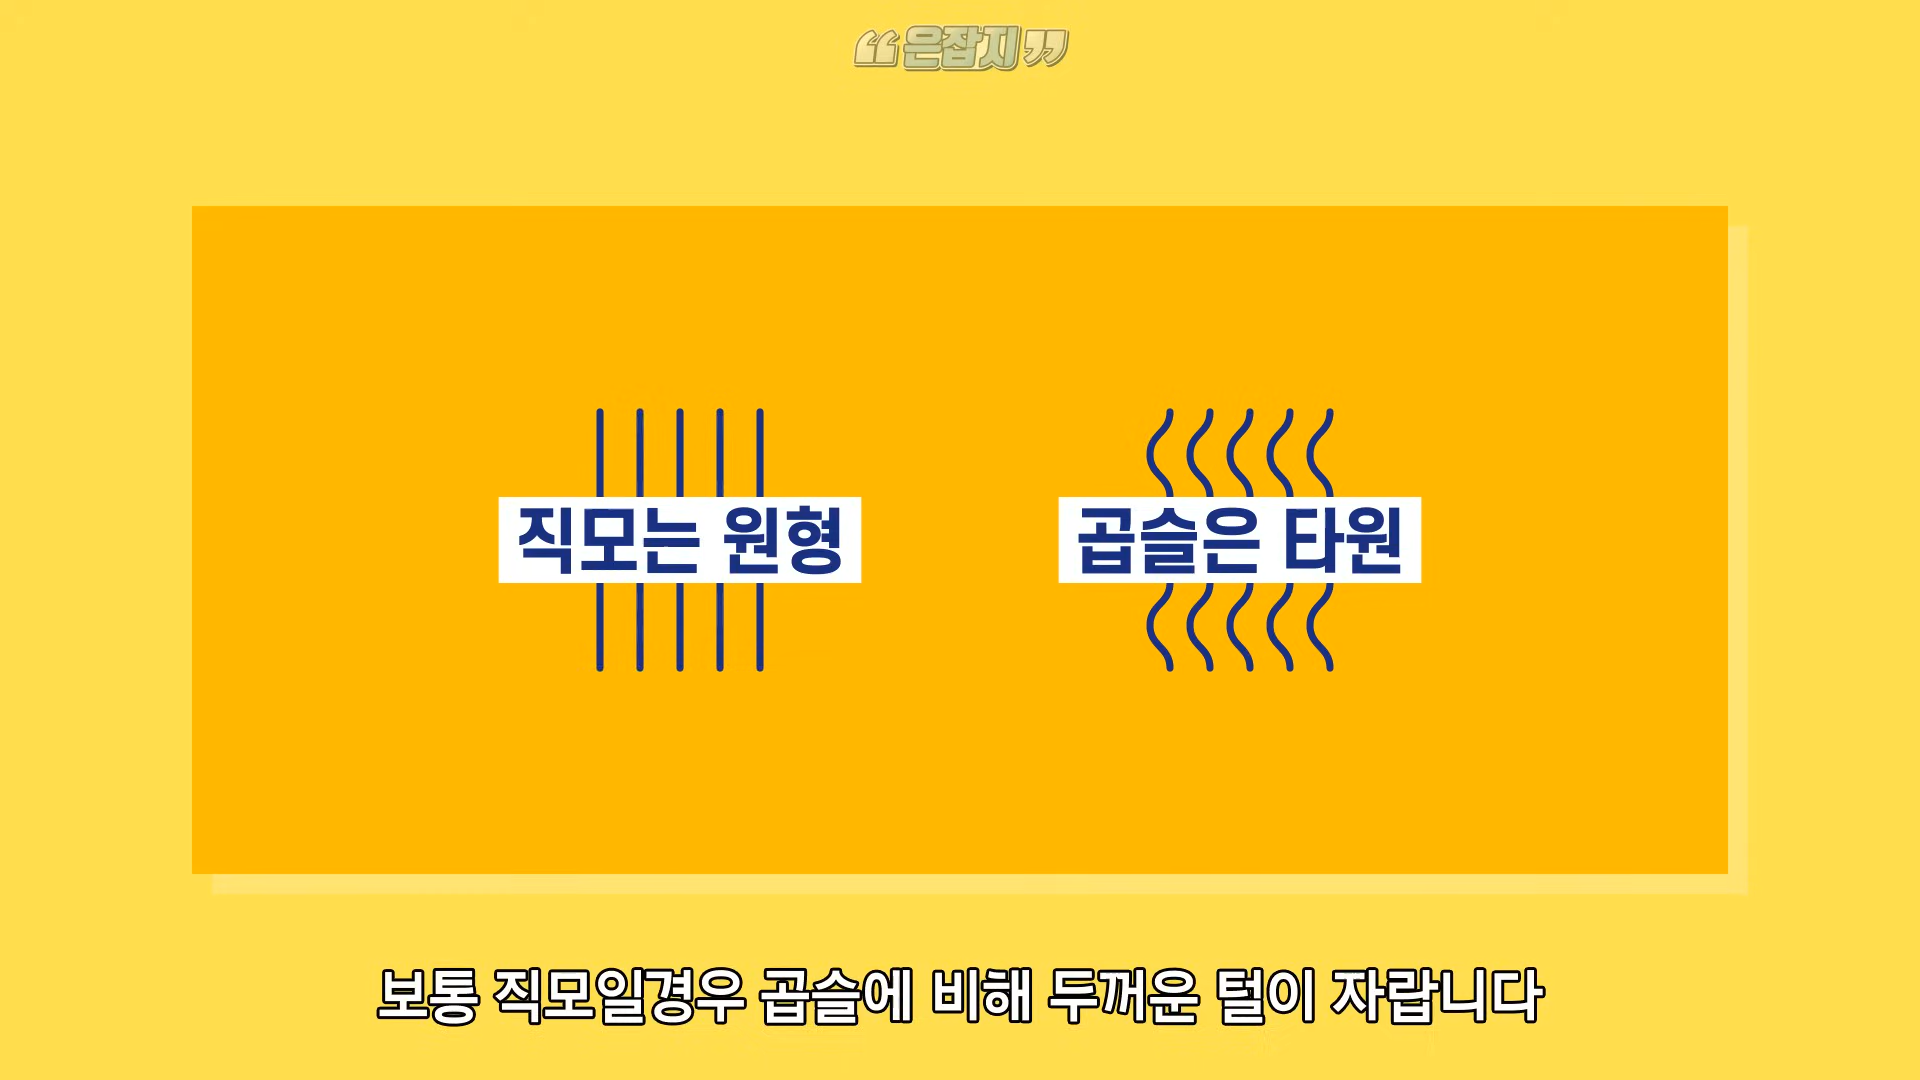 “은잡지”
직모는 원형
곱슬은 타원
보통 직모일경우 곱슬에 비해 두꺼운 털이 자랍니다